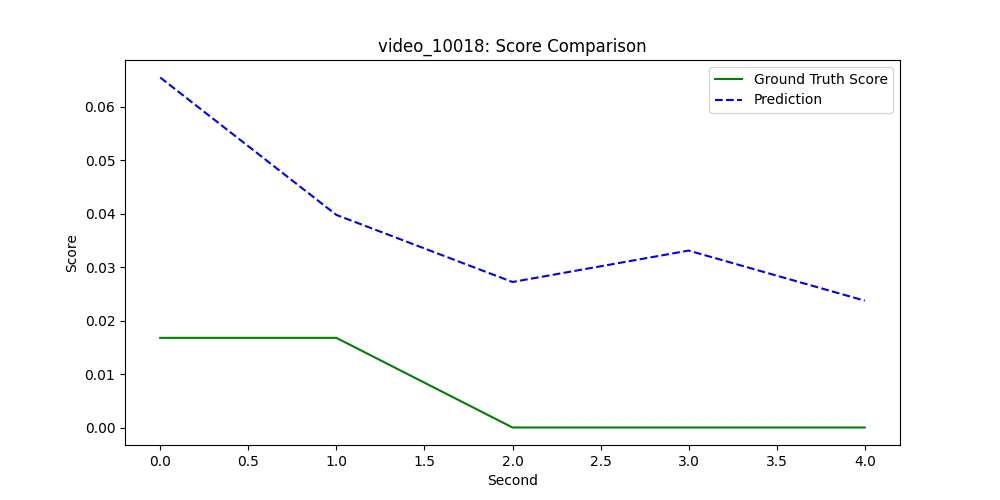 video_10018: Score Comparison
Ground Truth Score
Prediction
Score
0.06
0.05
0.04
0.03
0.02
0.01
0.00
0.0 0.5 1.0 1.5 2.0 2.5 3.0 3.5 4.0
Second